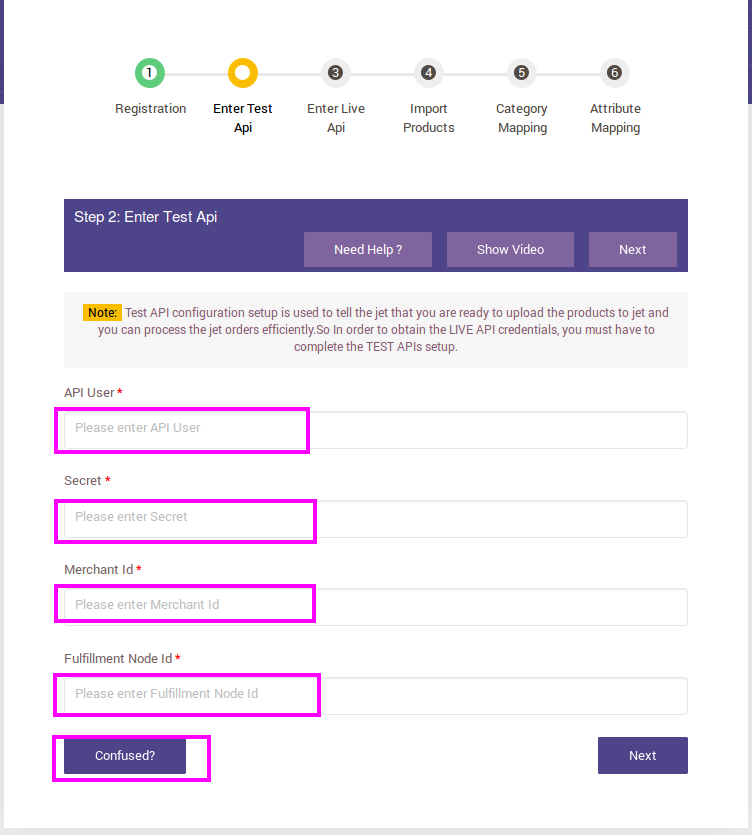 1
3
4
5
6
Registration
Enter Test
Api
Enter Live
Api
Import
Products
Category
Mapping
Attribute
Mapping
Step 2: Enter Test Api
Need Help ?
Show Video
Next
Note: Test API configuration setup is used to tell the jet that you are ready to upload the products to jet and
you can process the jet orders efficiently.So In order to obtain the LIVE API credentials, you must have to
complete the TEST APIs setup.
API User *
Please enter API User
Secret *
Please enter Secret
Merchant Id *
Please enter Merchant Id
Fulfillment Node Id *
Please enter Fulfillment Node Id
Confused?
Next